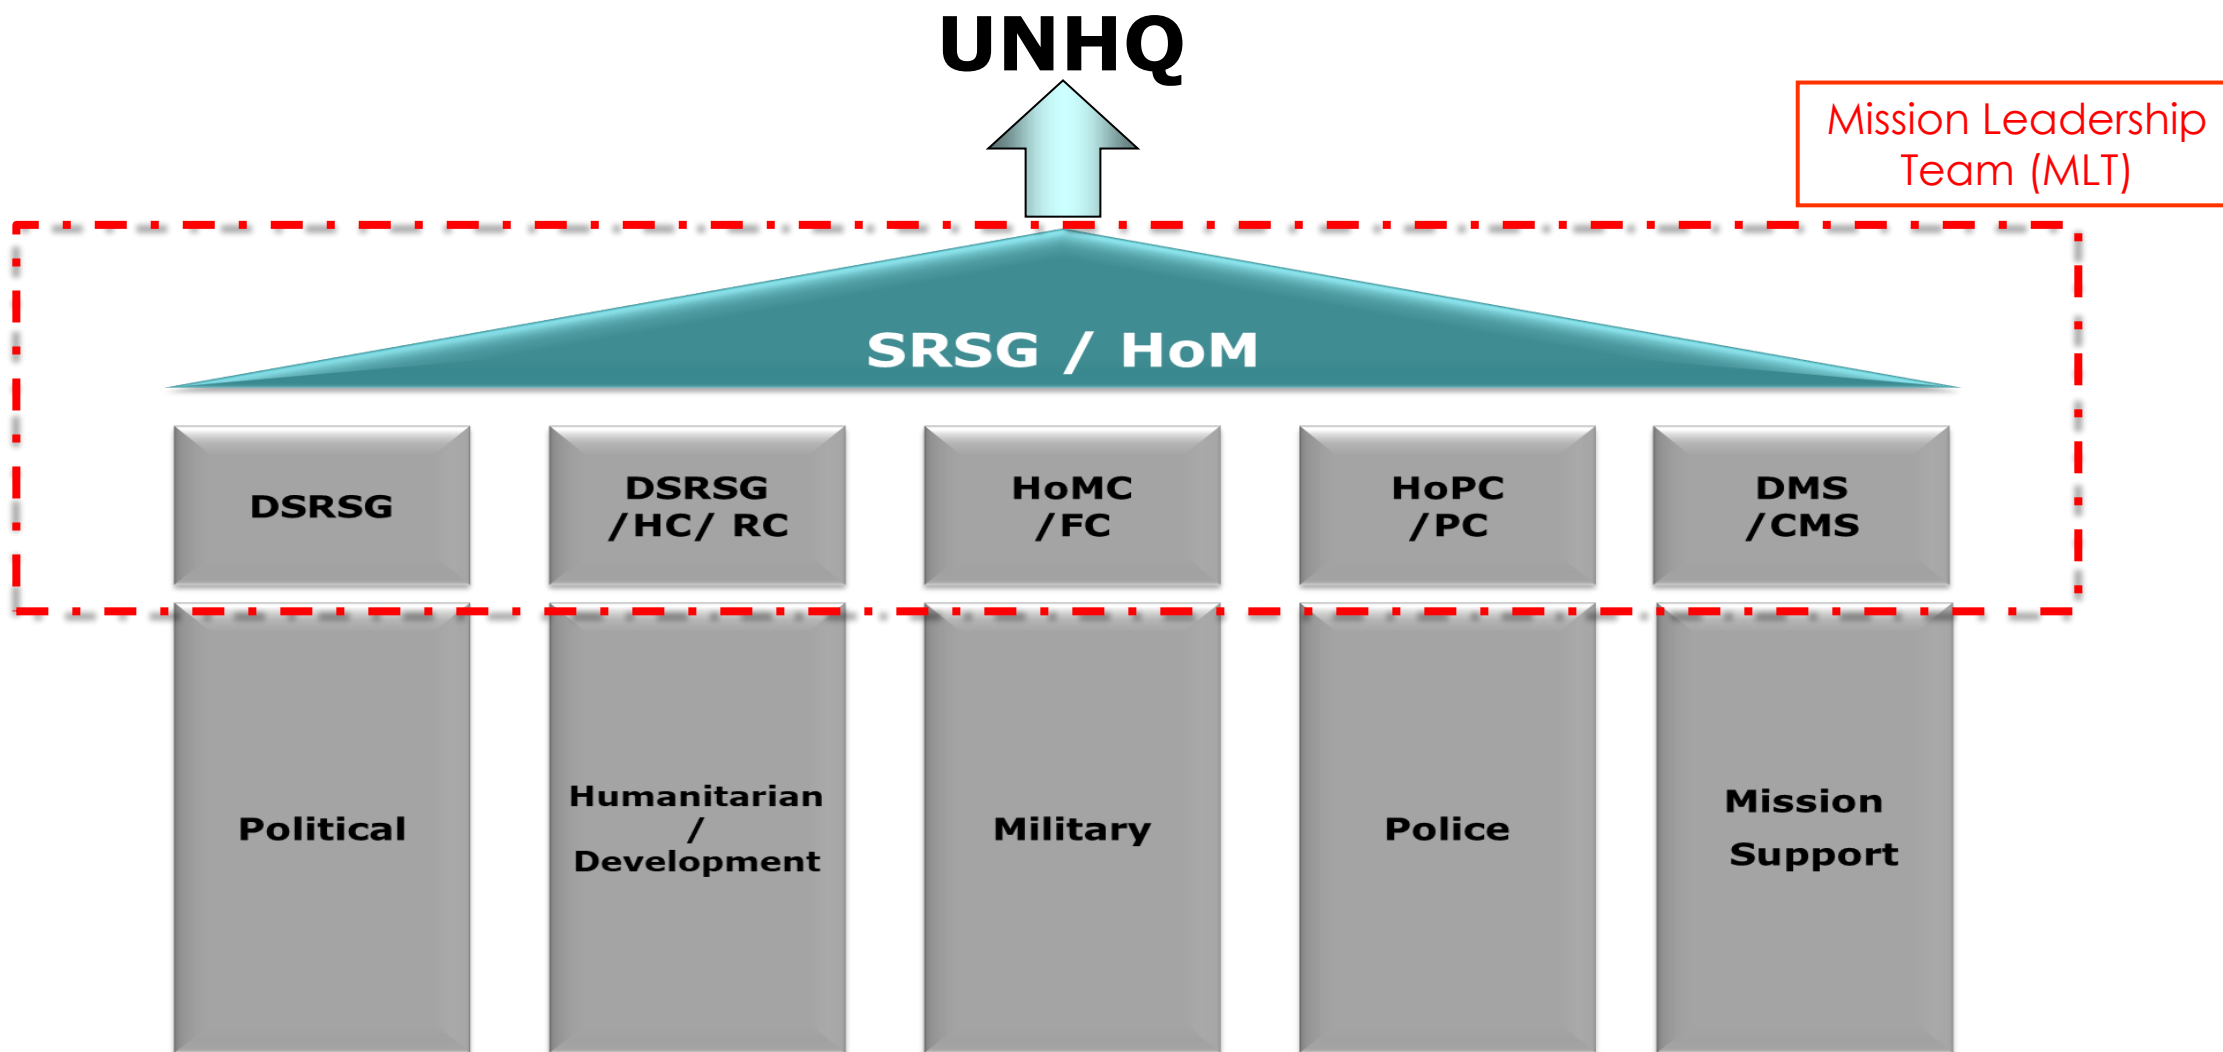 UNHQ
Mission Leadership
Team (MLT)
SRSG / HoM
DSRSG
DSRSG
/HC/ RC
HoMC
/FC
HoPC
/PC
DMS
/CMS
Political
Humanitarian
/
Development
Military
Police
Mission
Support